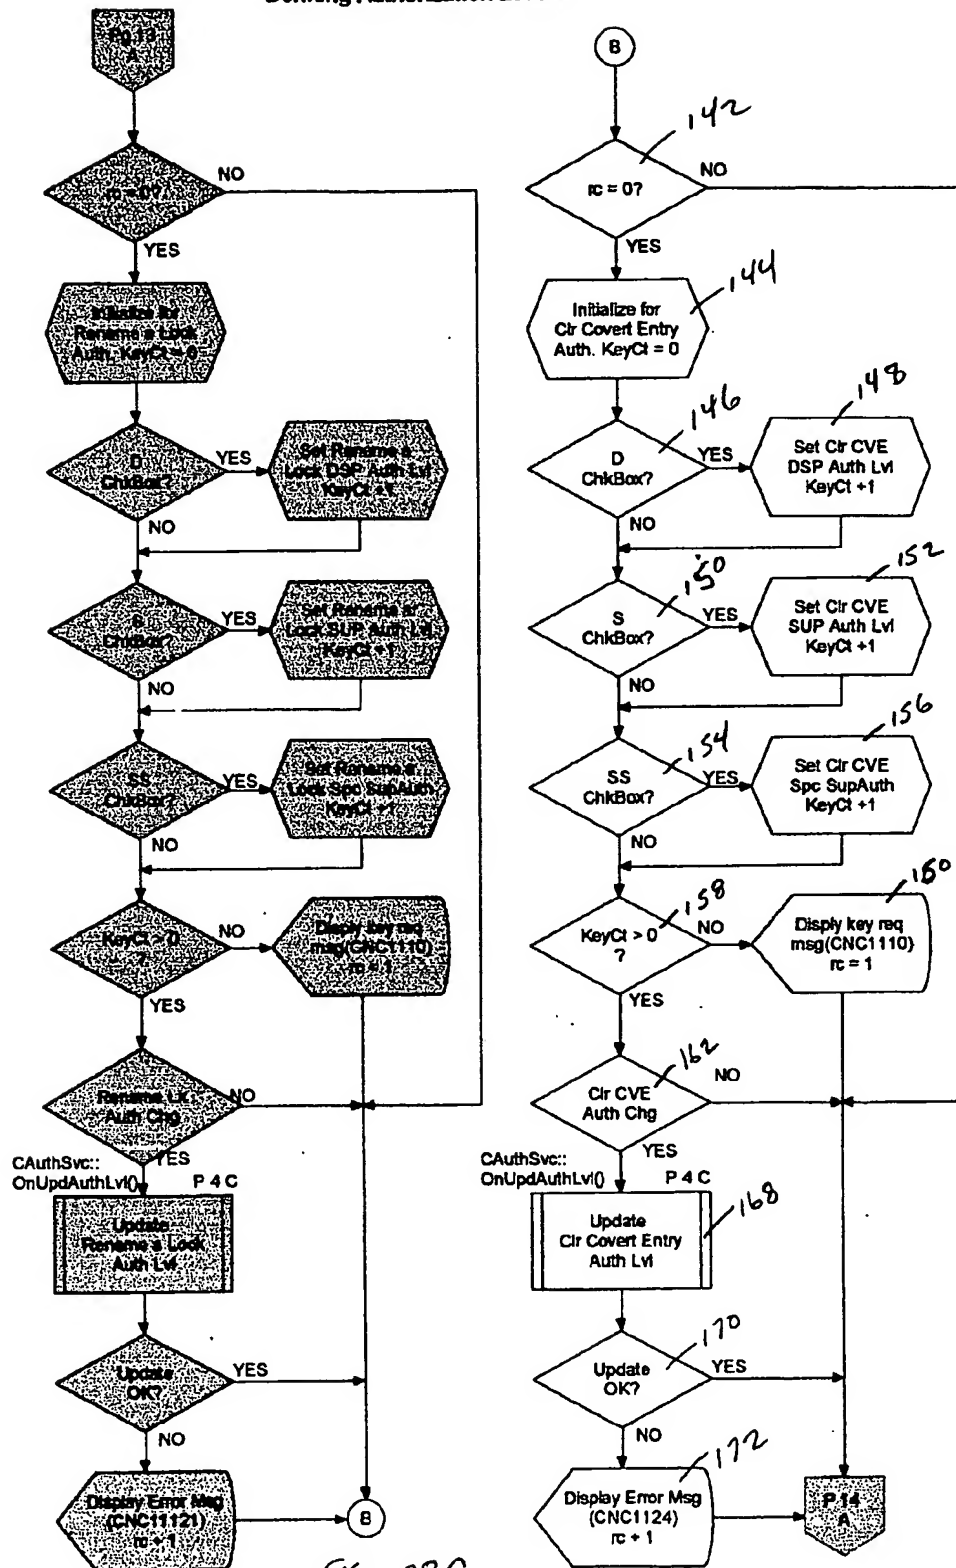 Pg 13
A
rc = 0?
NO
YES
Initialize for
Rename a Lock
Auth. KeyCt = 0
D
ChkBox?
YES
Set Rename a
Lock DSP Auth Lvl
KeyCt +1
NO
S
ChkBox?
YES
Set Rename a
Lock SUP Auth Lvl
KeyCt +1
NO
SS
ChkBox?
YES
Set Rename a
Lock Spc SupAuth
KeyCt +1
NO
KeyCt > 0
?
NO
Disply key req
msg(CNC1110)
rc = 1
YES
Rename Lk
Auth Chg
NO
YES
CAuthSvc::
OnUpdAuthLvl()
P 4 C
Update
Rename a Lock
Auth Lvl
Update
OK?
YES
NO
Display Error Msg
(CNC11121)
rc + 1
B
B
142
rc = 0?
NO
YES
144
Initialize for
Clr Covert Entry
Auth. KeyCt = 0
146
D
ChkBox?
YES
148
Set Clr CVE
DSP Auth Lvl
KeyCt +1
NO
150
S
ChkBox?
YES
152
Set Clr CVE
SUP Auth Lvl
KeyCt +1
NO
154
SS
ChkBox?
YES
156
Set Clr CVE
Spc SupAuth
KeyCt +1
NO
158
KeyCt > 0
?
NO
160
Disply key req
msg(CNC1110)
rc = 1
YES
162
Clr CVE
Auth Chg
NO
YES
CAuthSvc::
OnUpdAuthLvl()
P 4 C
168
Update
Clr Covert Entry
Auth Lvl
170
Update
OK?
YES
NO
172
Display Error Msg
(CNC1124)
rc + 1
P 14
A